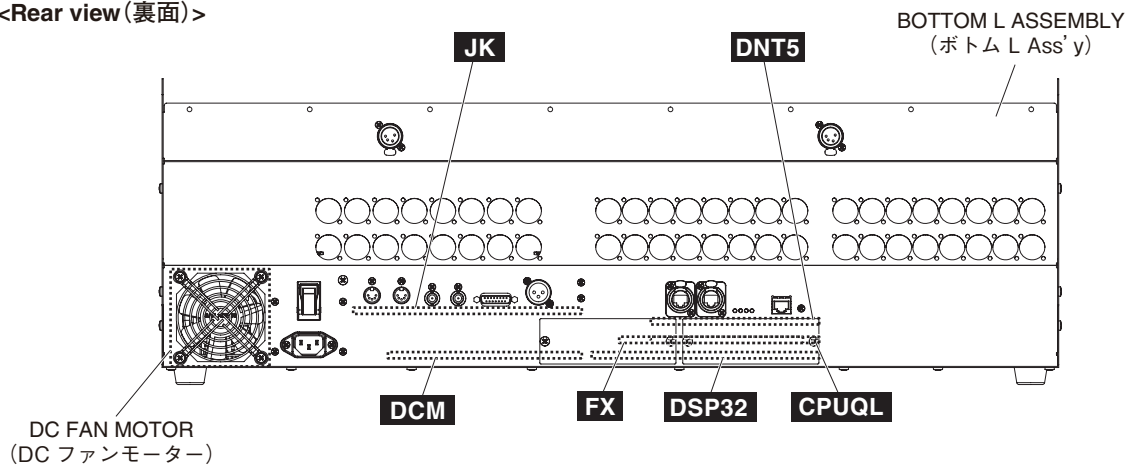 <Rear view（裏面）>
BOTTOM L ASSEMBLY
（ボトム L Ass’y）
JK
DNT5
DCM
FX
DSP32
CPUQL
DC FAN MOTOR
（DC ファンモーター）